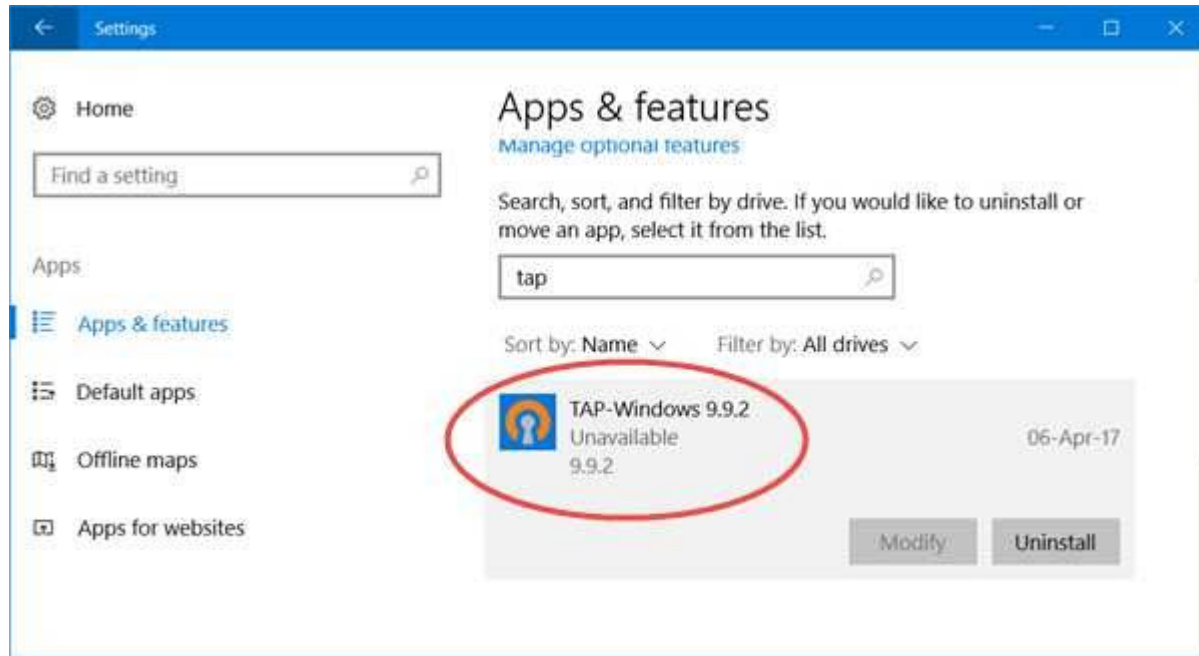 Settings
Home
Find a setting
Apps
Apps & features
Default apps
Offline maps
Apps for websites
Apps & features
Manage optional features
Search, sort, and filter by drive. If you would like to uninstall or
move an app, select it from the list.
tap
Sort by: Name Filter by: All drives
TAP-Windows 9.9.2
Unavailable 06-Apr-17
9.9.2
Modify Uninstall